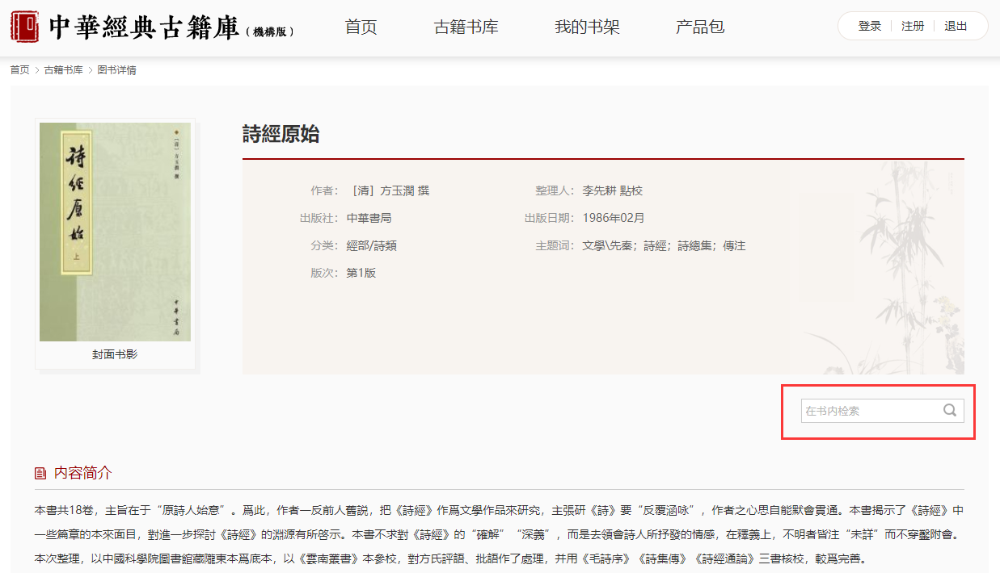 中華經典古籍庫（機構版）
首页 古籍书库 我的书架 产品包
登录 注册 退出
首页 > 古籍书库 > 图书详情
詩經原始 上
［清］方玉潤 撰
中華書局
封面书影
詩經原始
作者：［清］方玉潤 撰 整理人：李先耕 點校
出版社：中華書局 出版日期：1986年02月
分类：經部/詩類 主题词：文學\先秦；詩經；詩總集；傳注
版次：第1版
在书内检索
内容简介
本書共18卷，主旨在于“原詩人始意”。爲此，作者一反前人舊説，把《詩經》作爲文學作品來研究，主張研《詩》要“反覆涵咏”，作者之心思自能默會貫通。本書揭示了《詩經》中
一些篇章的本來面目，對進一步探討《詩經》的淵源有所啓示。本書不求對《詩經》的“確解”“深義”，而是去領會詩人所抒發的情感，在釋義上，不明者皆注“未詳”而不穿鑿附會。
本次整理，以中國科學院圖書館藏隴東本爲底本，以《雲南叢書》本參校，對方氏評語、批語作了處理，并用《毛詩序》《詩集傳》《詩經通論》三書核校，較爲完善。